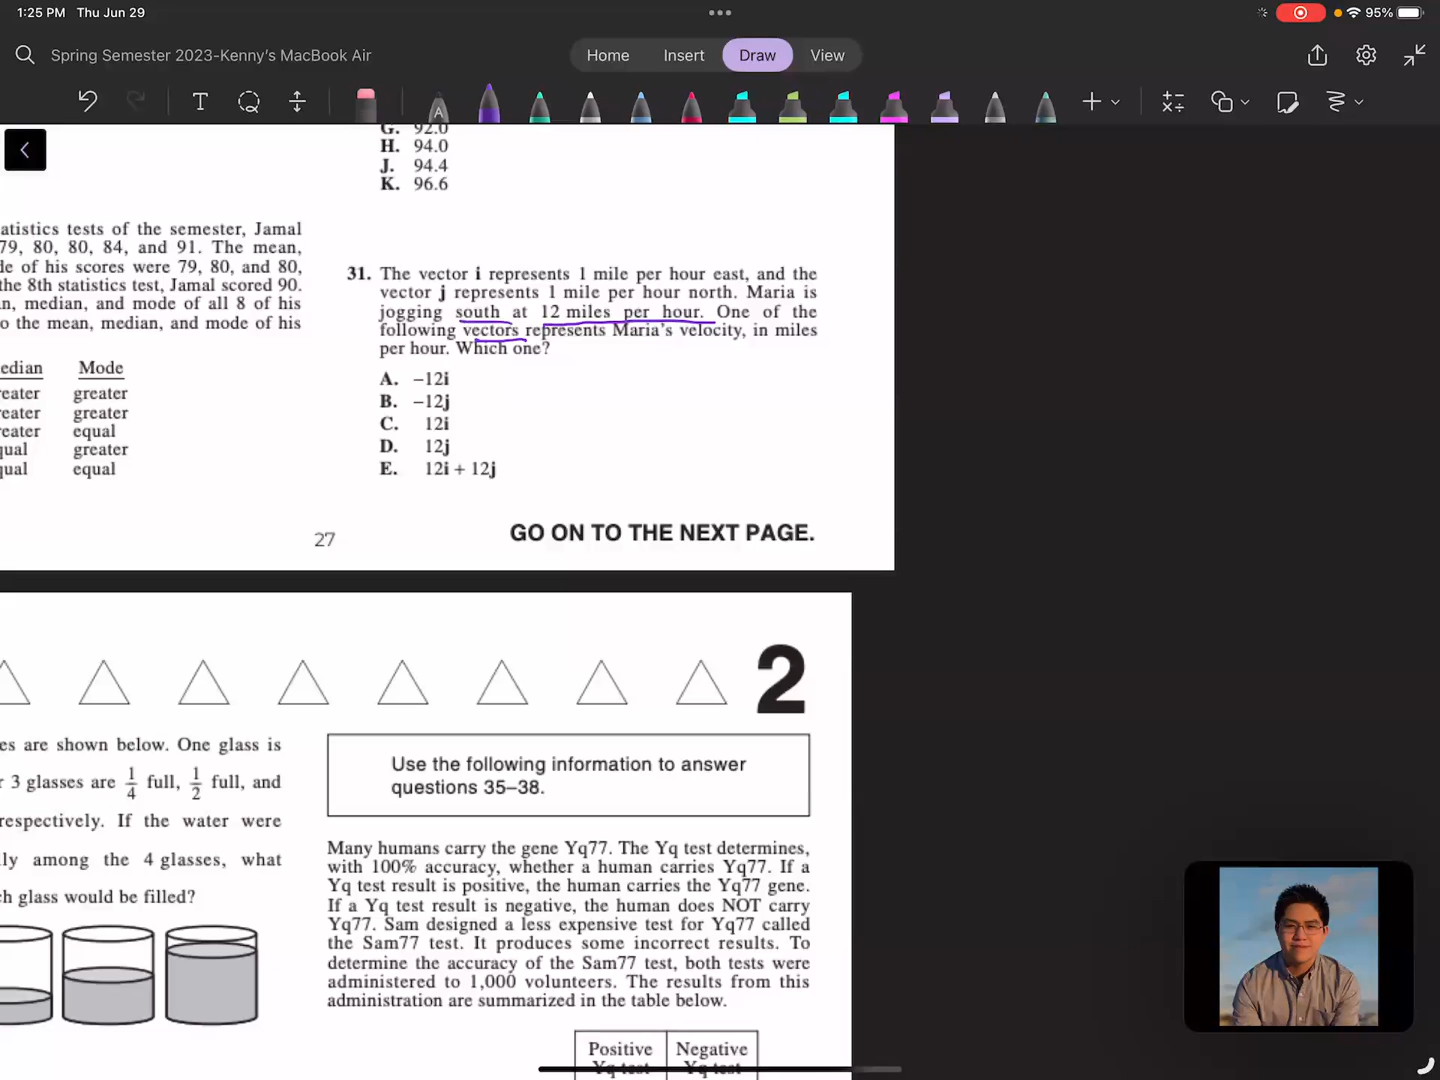 1:25 PM Thu Jun 29
95%
Spring Semester 2023-Kenny's MacBook Air
Home
Insert
Draw
View
T
A
G. 92.0
H. 94.0
J. 94.4
K. 96.6
atistics tests of the semester, Jamal
79, 80, 80, 84, and 91. The mean,
de of his scores were 79, 80, and 80,
the 8th statistics test, Jamal scored 90.
n, median, and mode of all 8 of his
o the mean, median, and mode of his
edian Mode
reater greater
reater greater
reater equal
qual greater
qual equal
31. The vector i represents 1 mile per hour east, and the
vector j represents 1 mile per hour north. Maria is
jogging south at 12 miles per hour. One of the
following vectors represents Maria's velocity, in miles
per hour. Which one?
A. −12i
B. −12j
C. 12i
D. 12j
E. 12i + 12j
27
GO ON TO THE NEXT PAGE.
2
es are shown below. One glass is
r 3 glasses are 1/4 full, 1/2 full, and
respectively. If the water were
lly among the 4 glasses, what
ch glass would be filled?
Use the following information to answer
questions 35–38.
Many humans carry the gene Yq77. The Yq test determines,
with 100% accuracy, whether a human carries Yq77. If a
Yq test result is positive, the human carries the Yq77 gene.
If a Yq test result is negative, the human does NOT carry
Yq77. Sam designed a less expensive test for Yq77 called
the Sam77 test. It produces some incorrect results. To
determine the accuracy of the Sam77 test, both tests were
administered to 1,000 volunteers. The results from this
administration are summarized in the table below.
Positive Negative
Yq test Yq test